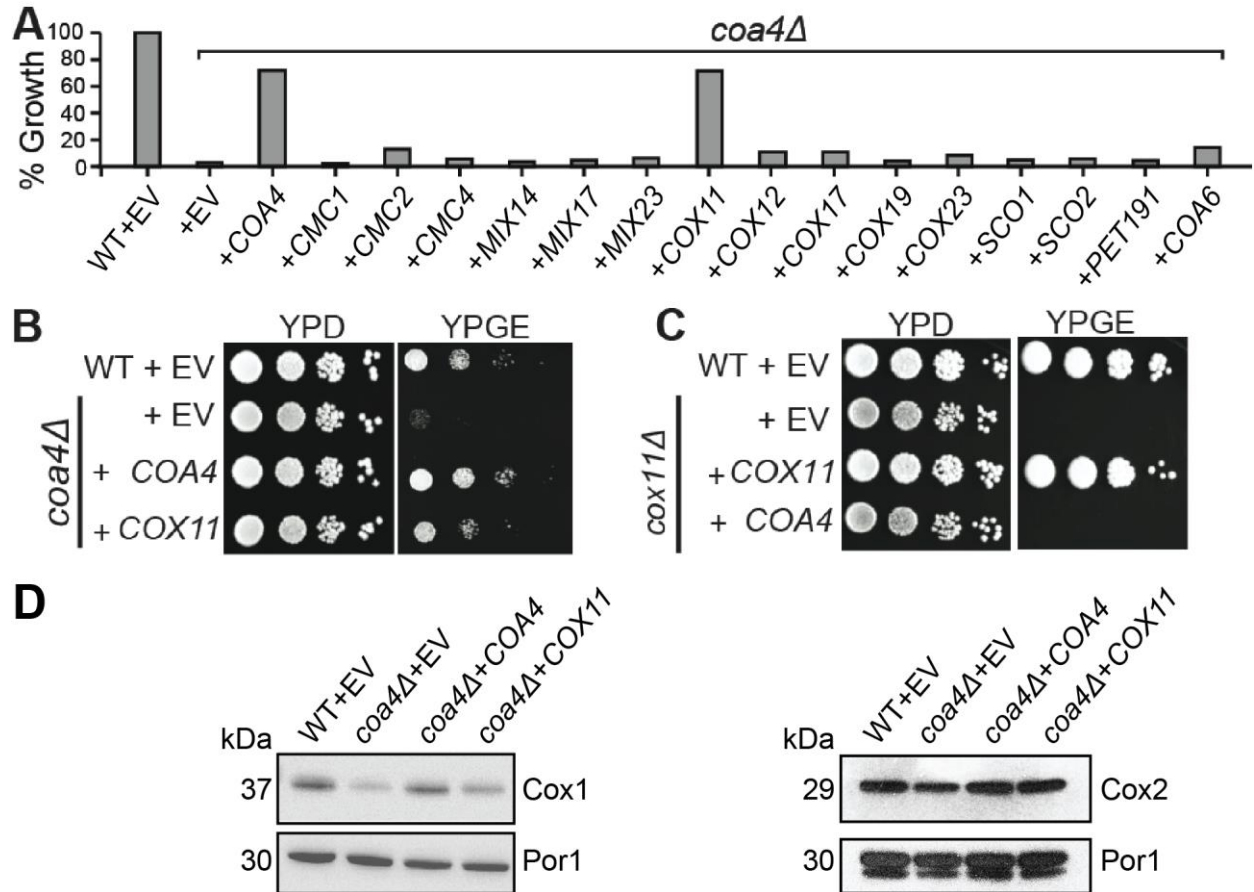 A
% Growth
100
80
60
40
20
0
coa4Δ
WT+EV
+EV
+COA4
+CMC1
+CMC2
+CMC4
+MIX14
+MIX17
+MIX23
+COX11
+COX12
+COX17
+COX19
+COX23
+SCO1
+SCO2
+PET191
+COA6
B
YPD YPGE
WT + EV
+ EV
+ COA4
+ COX11
coa4Δ
C
YPD YPGE
WT + EV
+ EV
+COX11
+ COA4
cox11Δ
D
kDa
WT+EV
coa4Δ+EV
coa4Δ+COA4
coa4Δ+COX11
37 Cox1
30 Por1
kDa
WT+EV
coa4Δ+EV
coa4Δ+COA4
coa4Δ+COX11
29 Cox2
30 Por1